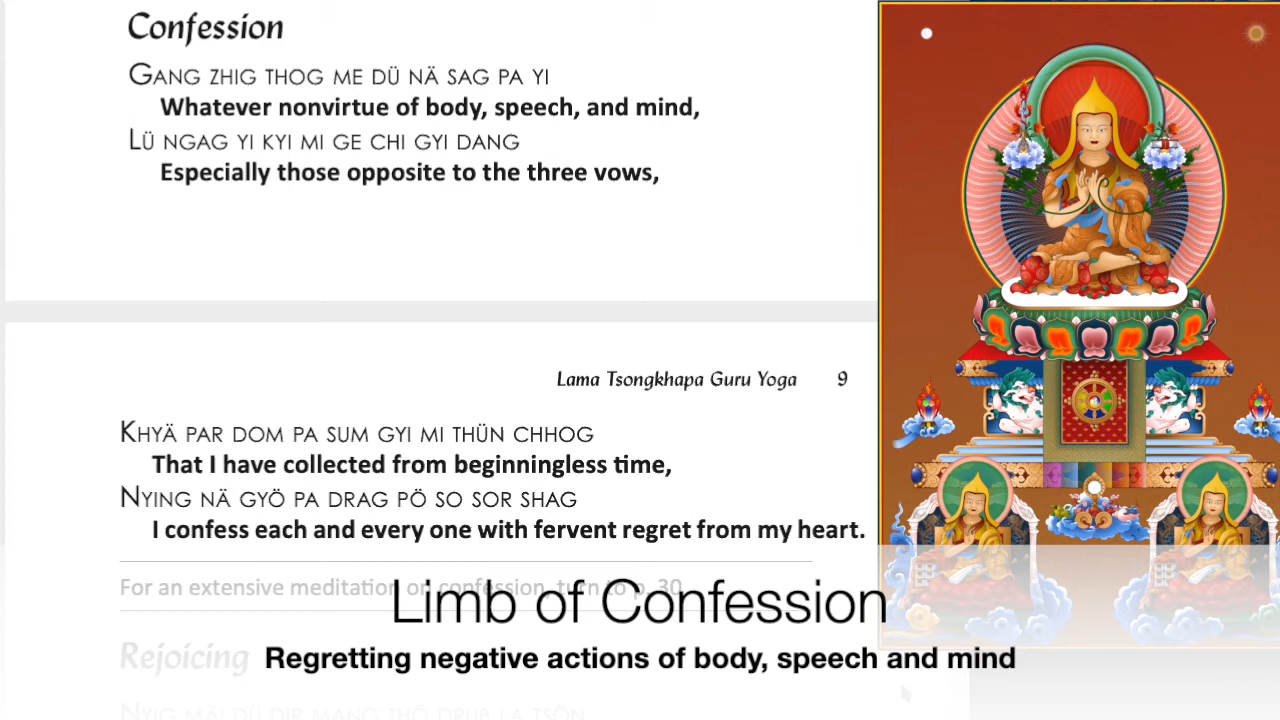 Confession
GANG ZHIG THOG ME DÜ NÄ SAG PA YI
Whatever nonvirtue of body, speech, and mind,
LÜ NGAG YI KYI MI GE CHI GYI DANG
Especially those opposite to the three vows,
Lama Tsongkhapa Guru Yoga 9
KHYÄ PAR DOM PA SUM GYI MI THÜN CHHOG
That I have collected from beginningless time,
NYING NÄ GYÖ PA DRAG PÖ SO SOR SHAG
I confess each and every one with fervent regret from my heart.
For an extensive meditation on confession, turn to p. 30.
Limb of Confession
Rejoicing
Regretting negative actions of body, speech and mind